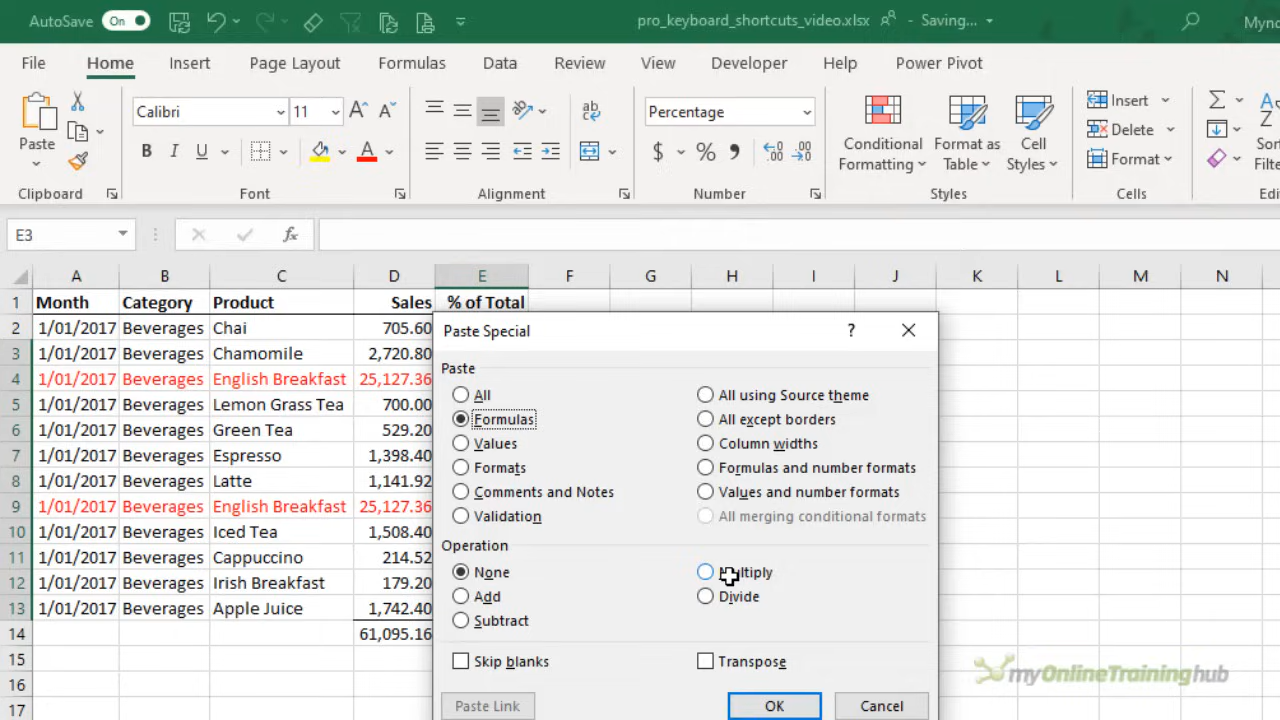 AutoSave On pro_keyboard_shortcuts_video.xlsx - Saving... Mynd
File Home Insert Page Layout Formulas Data Review View Developer Help Power Pivot
Paste Calibri 11 ab c Percentage $ % Conditional Formatting Format as Table Cell Styles Insert Delete Format
Clipboard Font Alignment Number Styles Cells
E3 fx
A B C D E F G H I J K L M N
1 Month Category Product Sales % of Total
2 1/01/2017 Beverages Chai 705.60
3 1/01/2017 Beverages Chamomile 2,720.80
4 1/01/2017 Beverages English Breakfast 25,127.36
5 1/01/2017 Beverages Lemon Grass Tea 700.00
6 1/01/2017 Beverages Green Tea 529.20
7 1/01/2017 Beverages Espresso 1,398.40
8 1/01/2017 Beverages Latte 1,141.92
9 1/01/2017 Beverages English Breakfast 25,127.36
10 1/01/2017 Beverages Iced Tea 1,508.40
11 1/01/2017 Beverages Cappuccino 214.52
12 1/01/2017 Beverages Irish Breakfast 179.20
13 1/01/2017 Beverages Apple Juice 1,742.40
14 61,095.16
15
16
17
Paste Special ?
Paste
All All using Source theme
Formulas All except borders
Values Column widths
Formats Formulas and number formats
Comments and Notes Values and number formats
Validation All merging conditional formats
Operation
None
Add Divide
Subtract
Skip blanks Transpose
Paste Link OK Cancel
myOnlineTraininghub